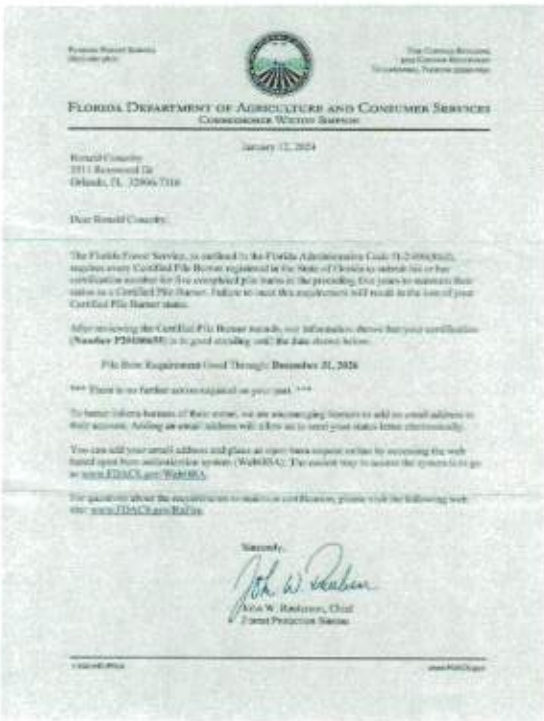 FLORIDA DEPARTMENT OF AGRICULTURE AND CONSUMER SERVICES
COMMISSIONER WILTON SIMPSON
January 12, 2024
Orlando, FL
Dear Ronald
The Florida Forest Service, as outlined in the Florida Administrative Code
requires every Certified Pile Burner registered in the State of Florida to submit his or her
certification number for five completed pile burns in the preceding five years to maintain their
status as a Certified Pile Burner. Failure to meet this requirement will result in the loss of your
Certified Pile Burner status.
After reviewing the Certified Pile Burner records, our information shows that your certification
(Number is in good standing until the date shown below:
Pile Burn Requirement Good Through: December 31, 2026
*** There is no further action required on your part. ***
To better inform burners of their status, we are encouraging burners to add an email address to
their account. Adding an email address will allow us to send your status letter electronically.
You can add your email address and place an open burn request online by accessing the web
based open burn authorization system The easiest way to access the system is to go
to www.FDACS.gov/
For questions about the requirements to maintain certification, please visit the following web
site: www.FDACS.gov/
Sincerely,
John W. Chief
Forest Protection Bureau